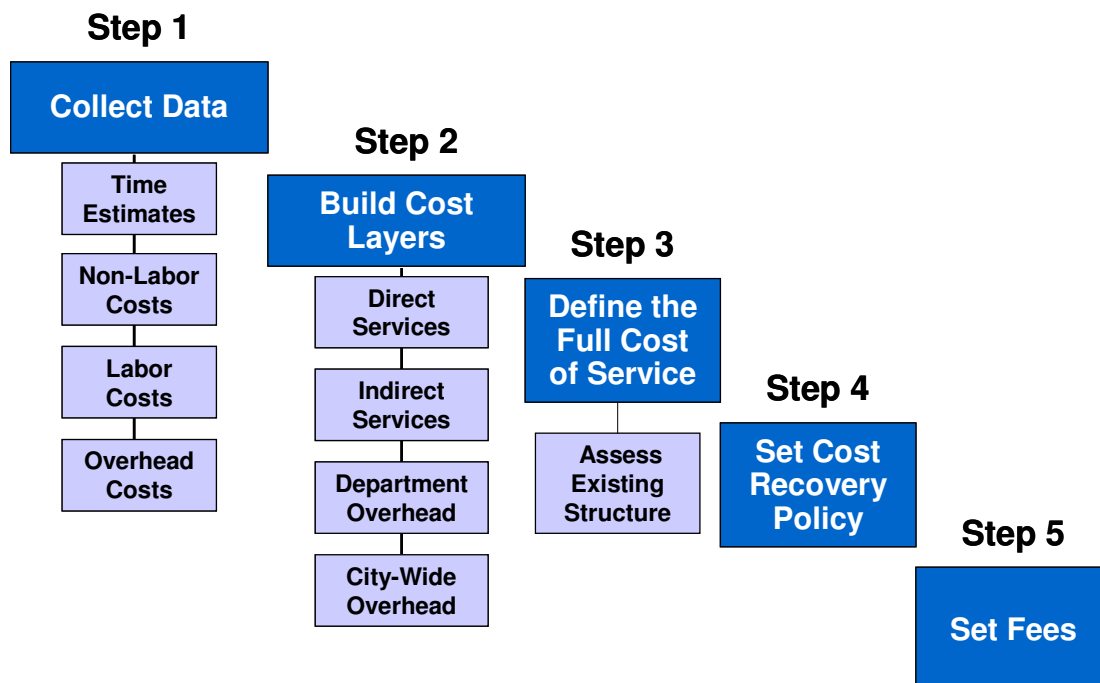 Step 1
Collect Data
Time
Estimates
Non-Labor
Costs
Labor
Costs
Overhead
Costs
Step 2
Build Cost
Layers
Direct
Services
Indirect
Services
Department
Overhead
City-Wide
Overhead
Step 3
Define the
Full Cost
of Service
Assess
Existing
Structure
Step 4
Set Cost
Recovery
Policy
Step 5
Set Fees